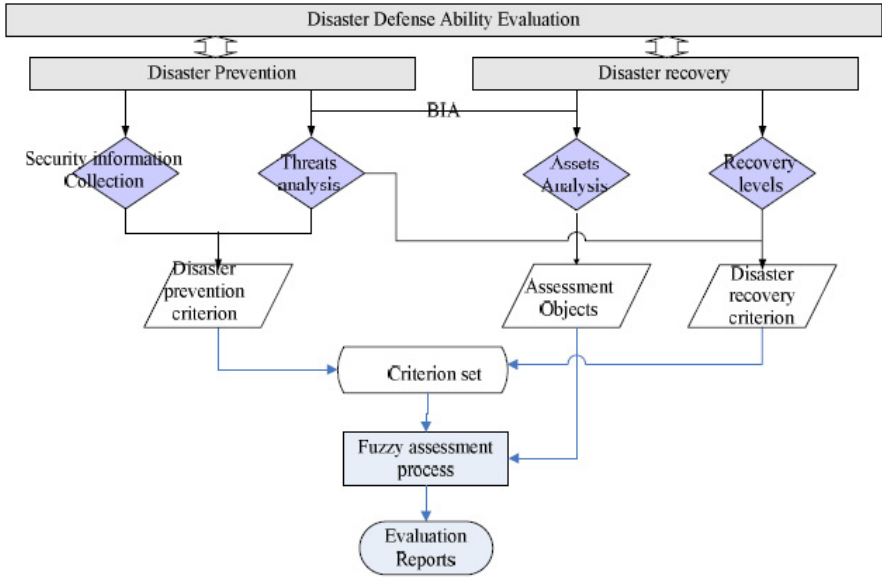 Disaster Defense Ability Evaluation
Disaster Prevention
Disaster recovery
BIA
Security information
Collection
Threats
analysis
Assets
Analysis
Recovery
levels
Disaster
prevention
criterion
Assessment
Objects
Disaster
recovery
criterion
Criterion set
Fuzzy assessment
process
Evaluation
Reports